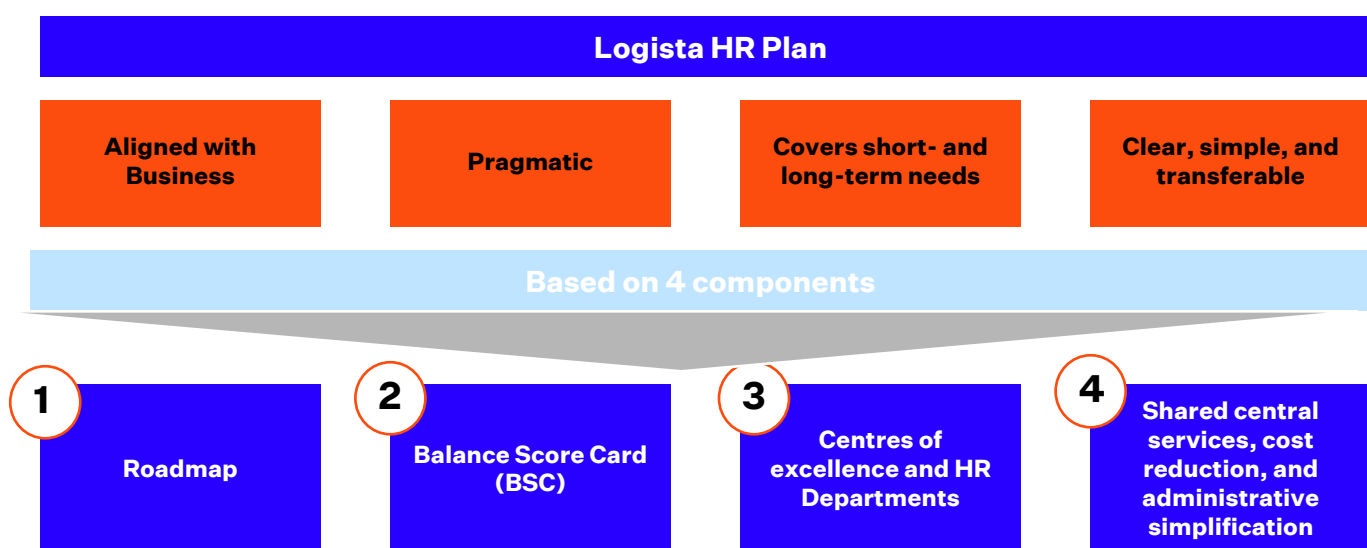 Logista HR Plan
Aligned with
Business
Pragmatic
Covers short- and
long-term needs
Clear, simple, and
transferable
Based on 4 components
1
Roadmap
2
Balance Score Card
(BSC)
3
Centres of
excellence and HR
Departments
4
Shared central
services, cost
reduction, and
administrative
simplification